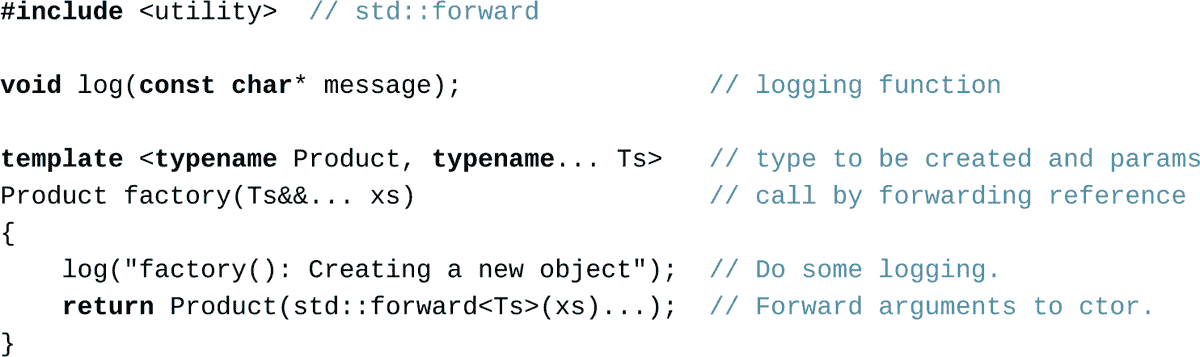 #include <utility>  // std::forward
void log(const char* message);                // logging function
template <typename Product, typename... Ts>   // type to be created and params
Product factory(Ts&&... xs)                   // call by forwarding reference
{
    log("factory(): Creating a new object");  // Do some logging.
    return Product(std::forward<Ts>(xs)...);  // Forward arguments to ctor.
}